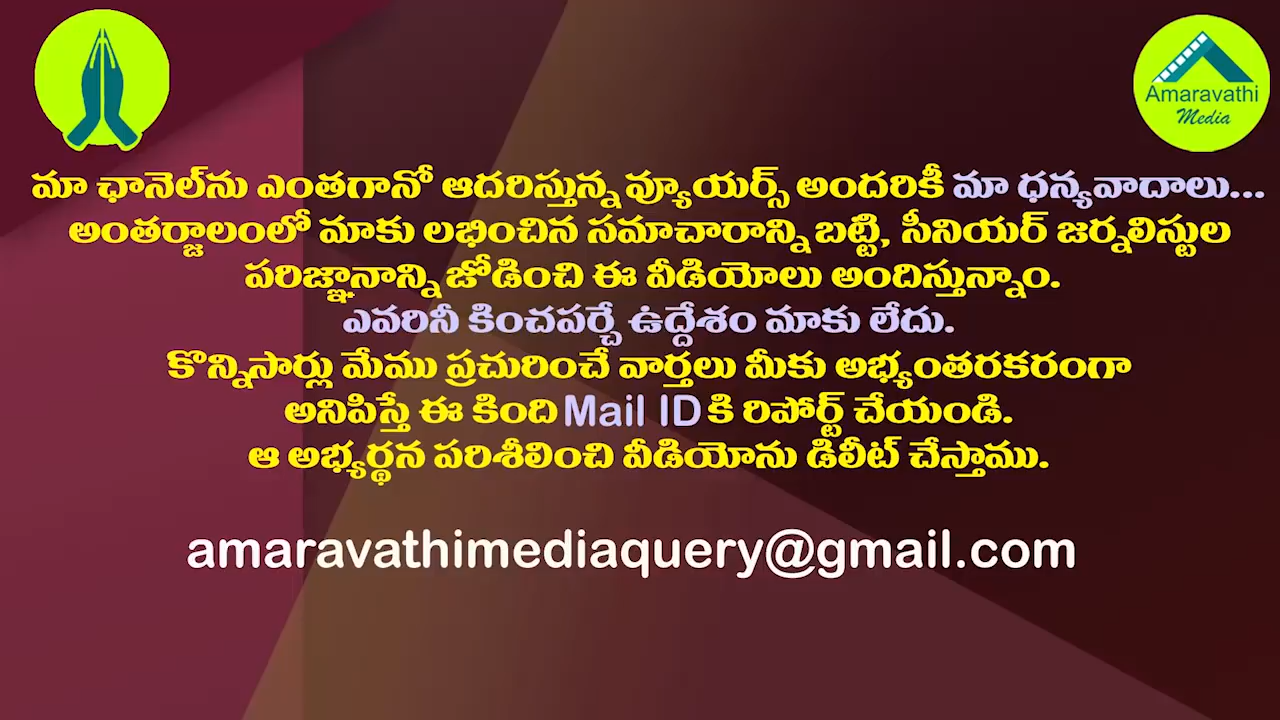 Amaravathi
Media
మా ఛానెల్‌ను ఎంతగానో ఆదరిస్తున్న వ్యూయర్స్ అందరికీ మా ధన్యవాదాలు...
అంతర్జాలంలో మాకు లభించిన సమాచారాన్ని బట్టి, సీనియర్ జర్నలిస్టుల
పరిజ్ఞానాన్ని జోడించి ఈ వీడియోలు అందిస్తున్నాం.
ఎవరినీ కించపర్చే ఉద్దేశం మాకు లేదు.
కొన్నిసార్లు మేము ప్రచురించే వార్తలు మీకు అభ్యంతరకరంగా
అనిపిస్తే ఈ కింది Mail ID కి రిపోర్ట్ చేయండి.
ఆ అభ్యర్థన పరిశీలించి వీడియోను డిలీట్ చేస్తాము.
amaravathimediaquery@gmail.com